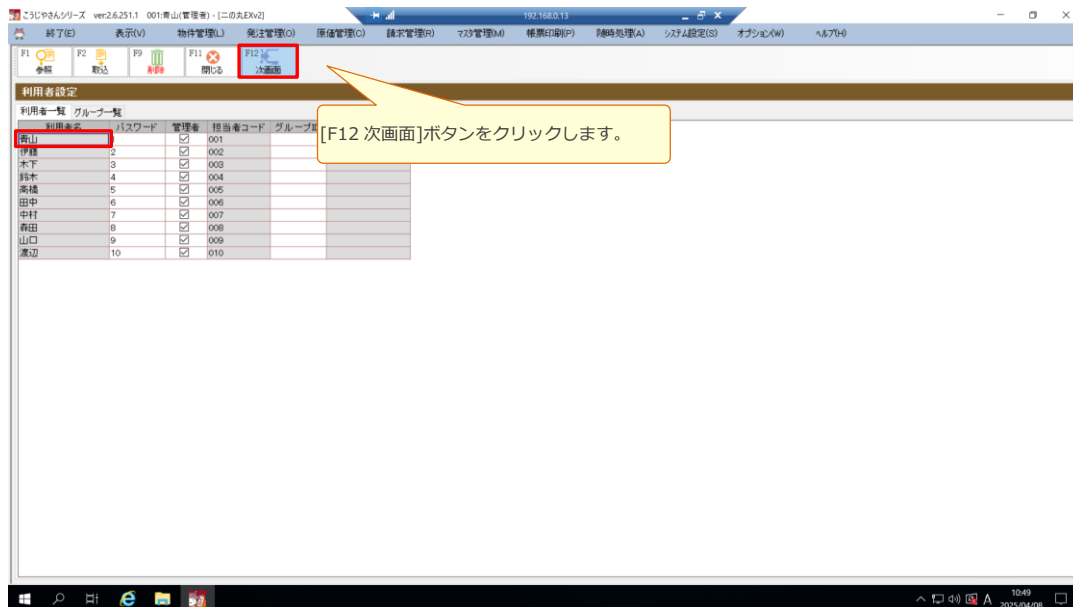 こうじやさんシリーズ ver.2.6.251.1 001:青山(管理者) - [二の丸EXv2]
192.168.0.13
終了(E) 表示(V) 物件管理(L) 発注管理(O) 原価管理(C) 請求管理(R) マスタ管理(M) 帳票印刷(P) 随時処理(A) システム設定(S) オプション(W) ヘルプ(H)
F1 参照 F2 取込 F9 削除 F11 閉じる F12 次画面
利用者設定
利用者一覧 グループ一覧
利用者名 パスワード 管理者 担当者コード
[F12 次画面]ボタンをクリックします。
青山 001
伊藤 2 002
木下 3 003
鈴木 4 004
高橋 5 005
田中 6 006
中村 7 007
森田 8 008
山口 9 009
渡辺 10 010
A 10:49
2025/04/08